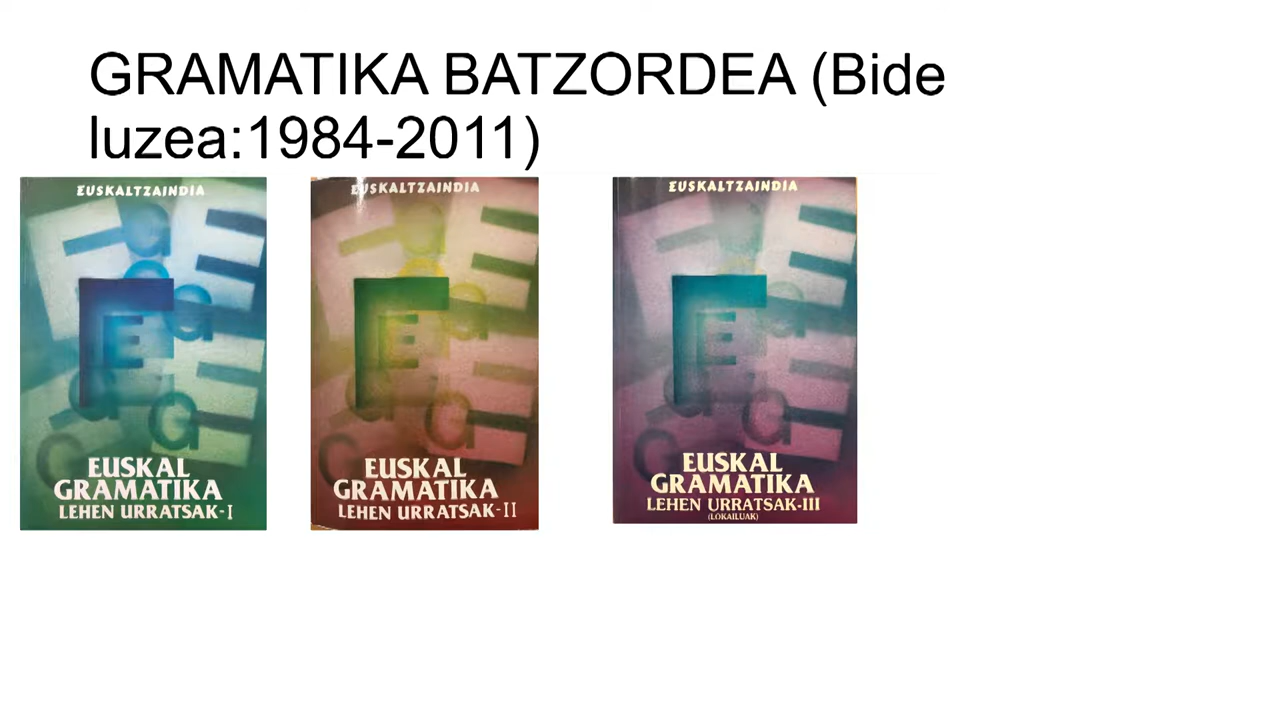 GRAMATIKA BATZORDEA (Bide
luzea:1984-2011)
EUSKALTZAINDIA
EUSKAL
GRAMATIKA
LEHEN URRATSAK-I
EUSKALTZAINDIA
EUSKAL
GRAMATIKA
LEHEN URRATSAK-II
EUSKALTZAINDIA
EUSKAL
GRAMATIKA
LEHEN URRATSAK-III
(LOKAILUAK)